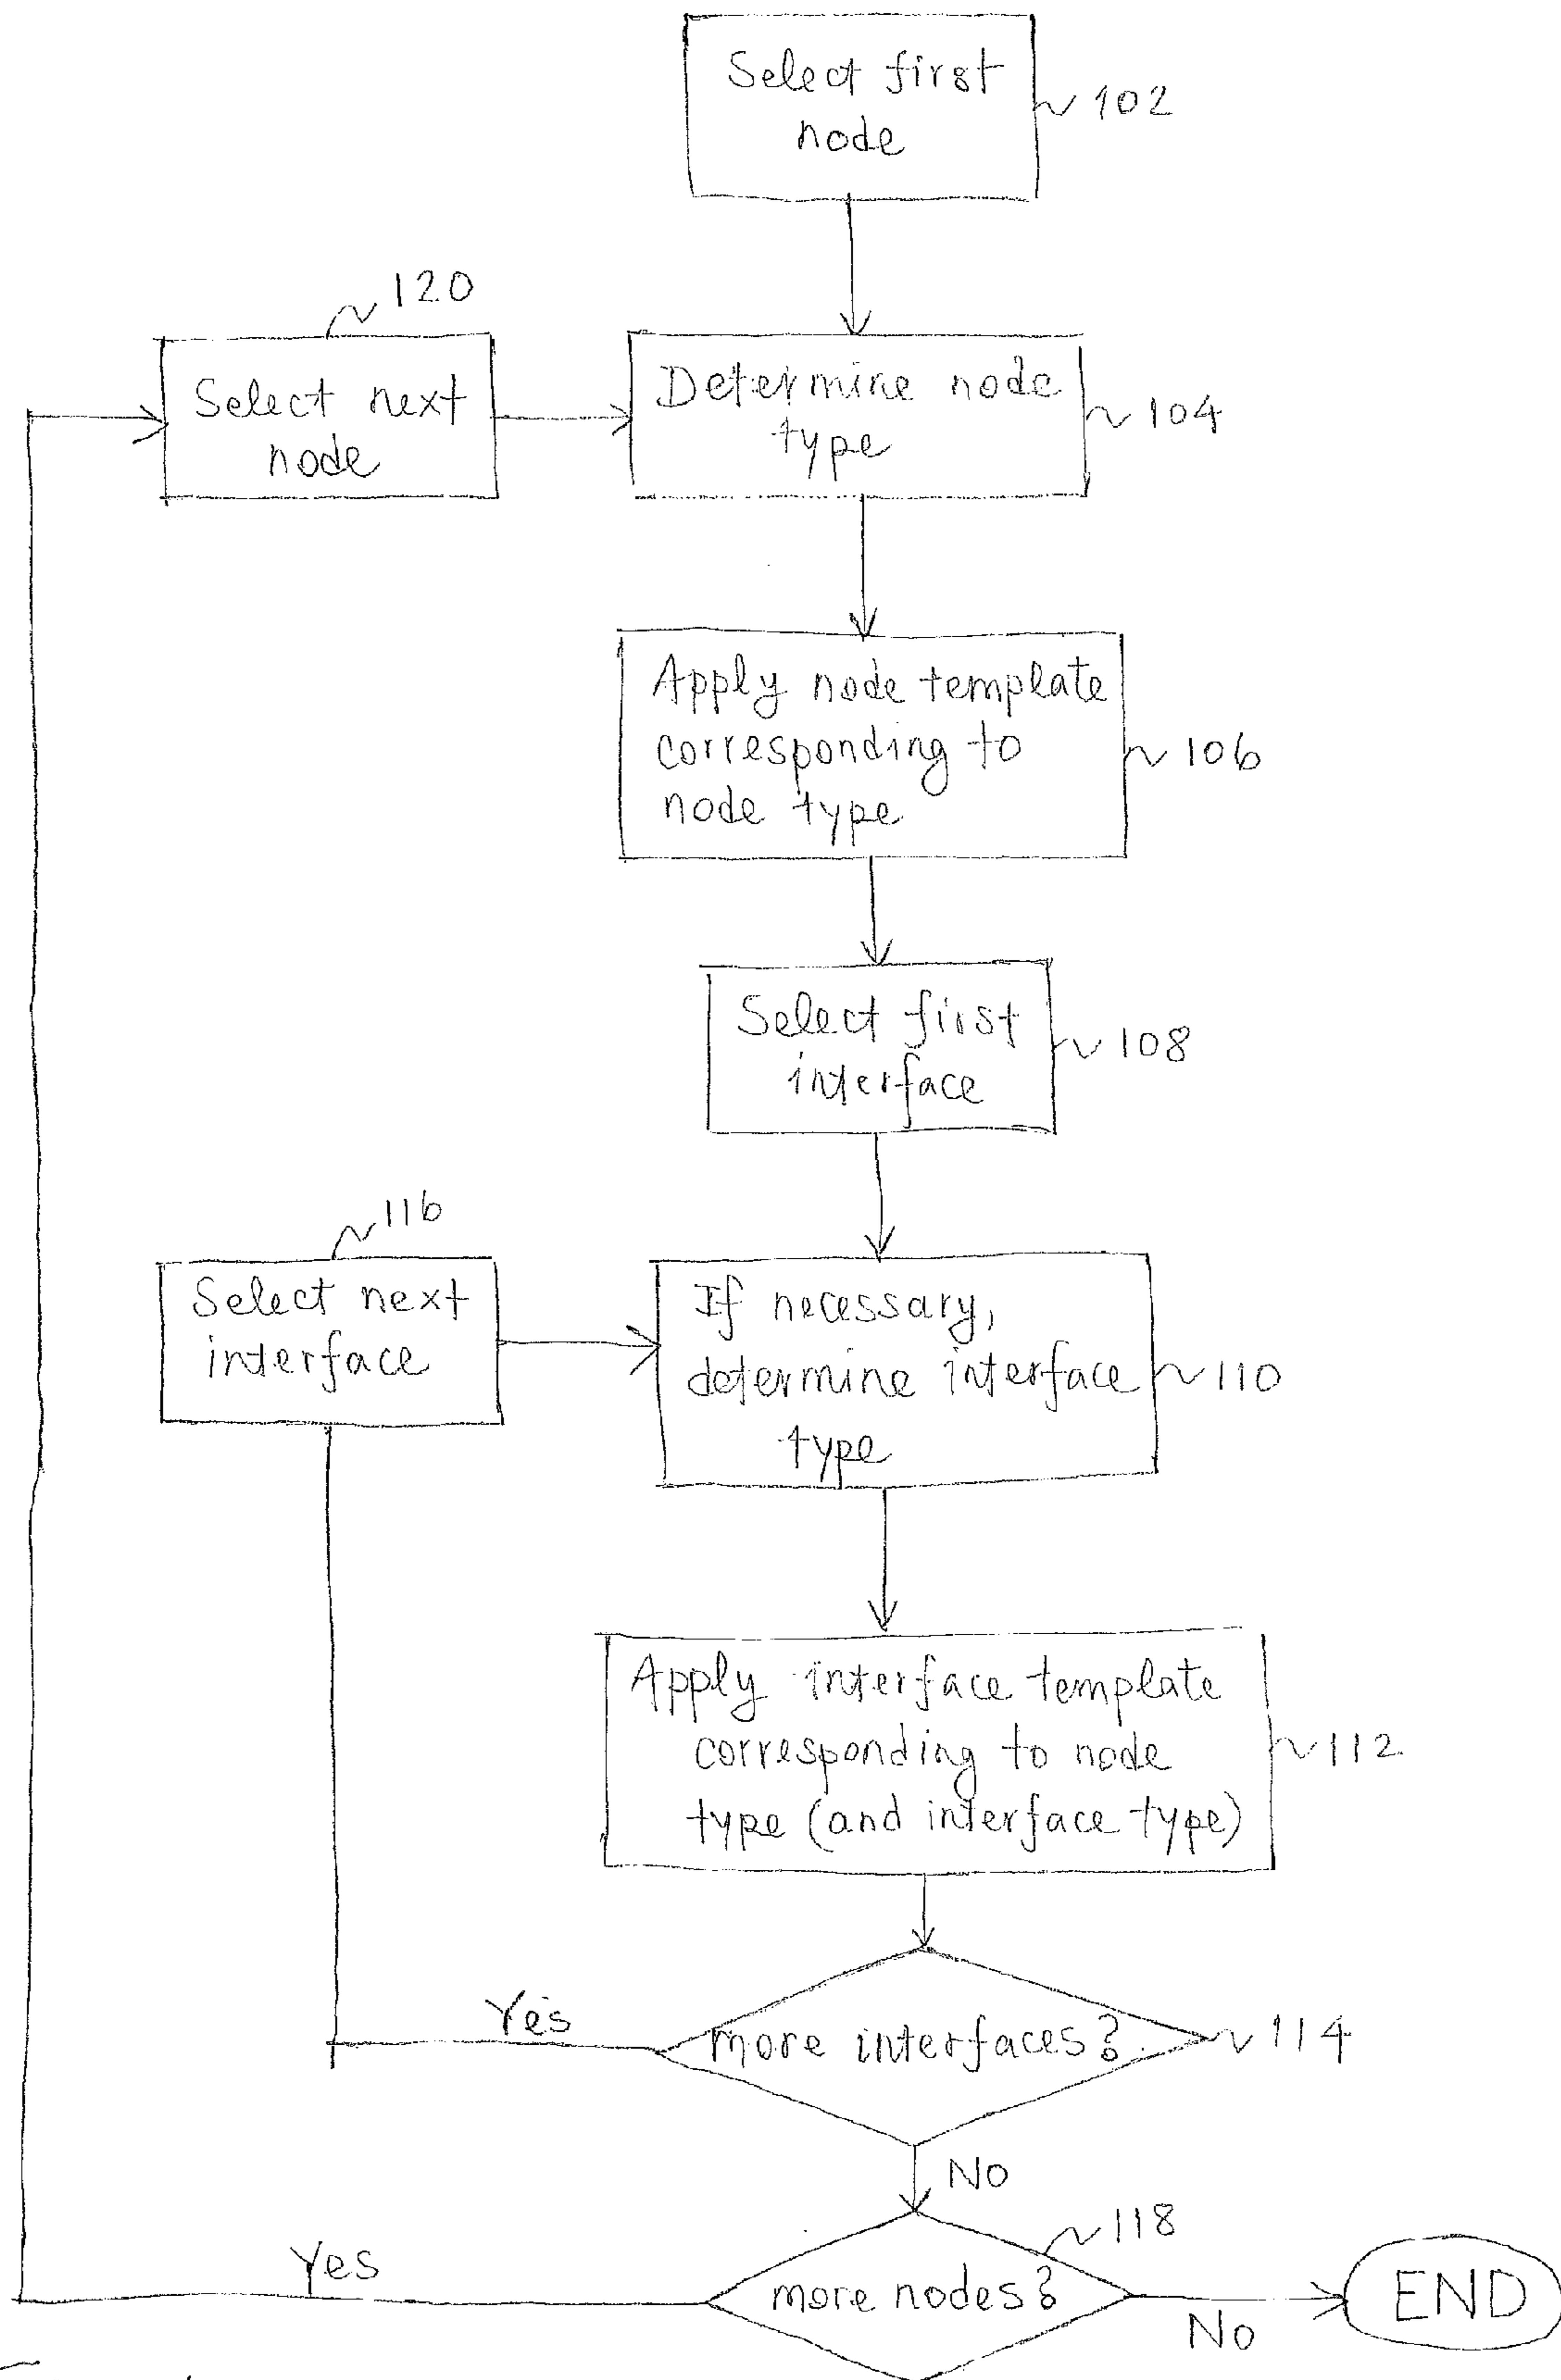 Select first
node
102
120
Select next
node
Determine node
type
104
Apply node template
corresponding to
node type
106
Select first
interface
108
116
Select next
interface
If necessary,
determine interface
type
110
Apply interface template
corresponding to node
type (and interface type)
112
Yes
more interfaces?
114
No
118
Yes
more nodes?
No
END